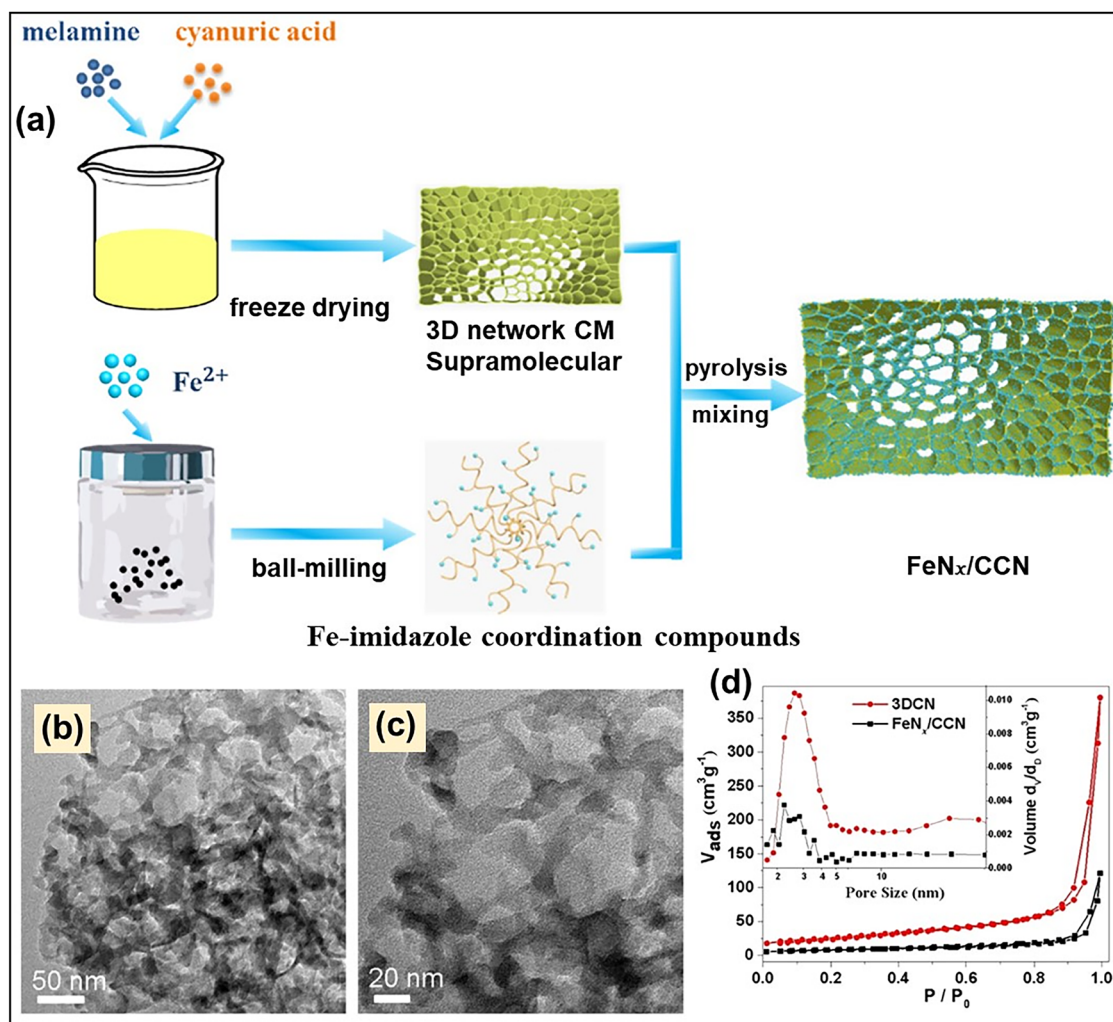 melamine cyanuric acid
(a)
freeze drying
3D network CM
Supramolecular
pyrolysis
mixing
Fe²⁺
ball-milling
FeNx/CCN
Fe-imidazole coordination compounds
(b)
50 nm
(c)
20 nm
(d)
3DCN
FeNx/CCN
Vads (cm³g⁻¹)
350
300
250
200
150
100
50
0
0.0 0.2 0.4 0.6 0.8 1.0
P / P₀
Volume dV/dD (cm³g⁻¹)
0.010
0.008
0.006
0.004
0.002
0.000
2 3 4 5 10
Pore Size (nm)